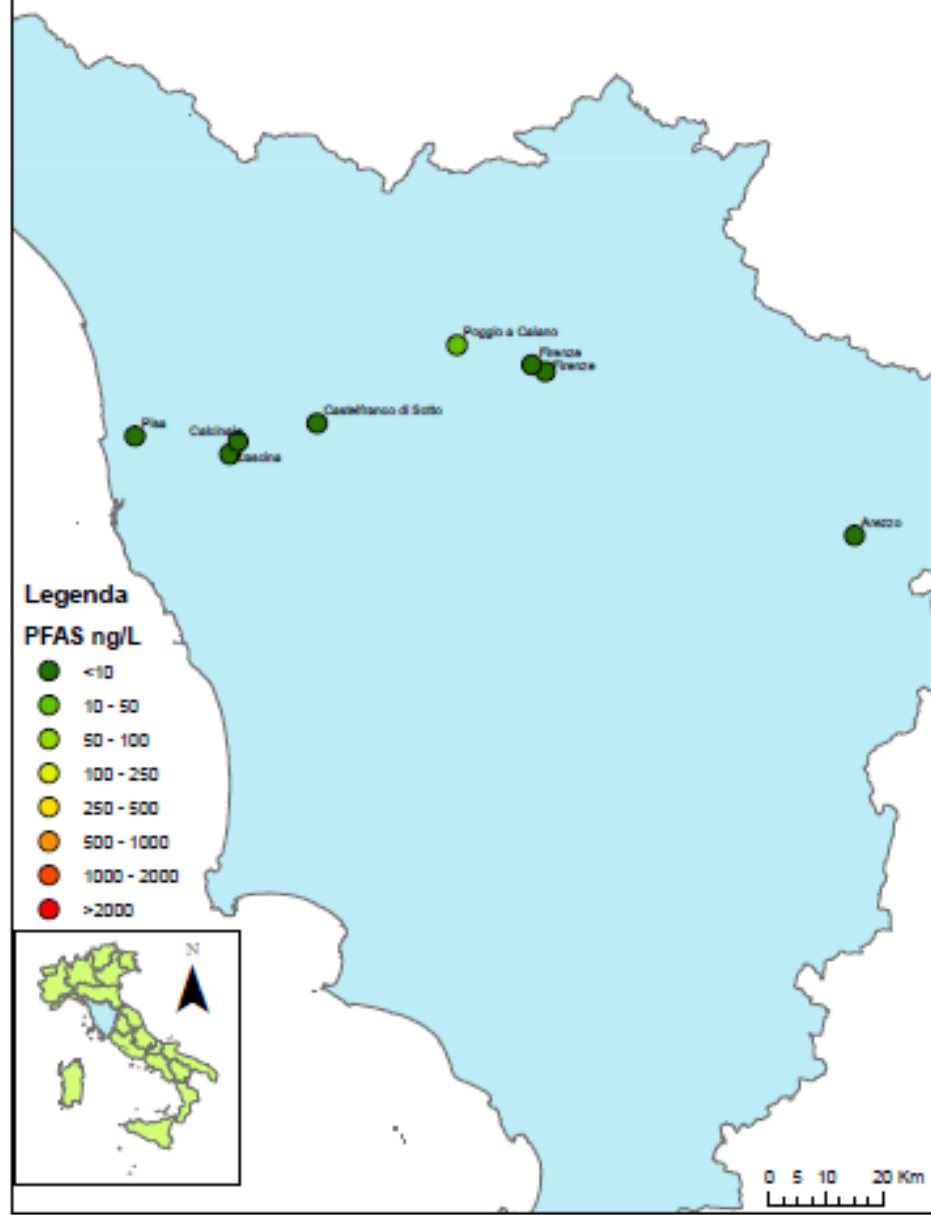 Poggio a Caiano
Firenze
Firenze
Castelfranco di Sotto
Pisa
Calcinaia
Arezzo
Legenda
PFAS ng/L
<10
10 - 50
50 - 100
100 - 250
250 - 500
500 - 1000
1000 - 2000
>2000
N
0 5 10 20 Km